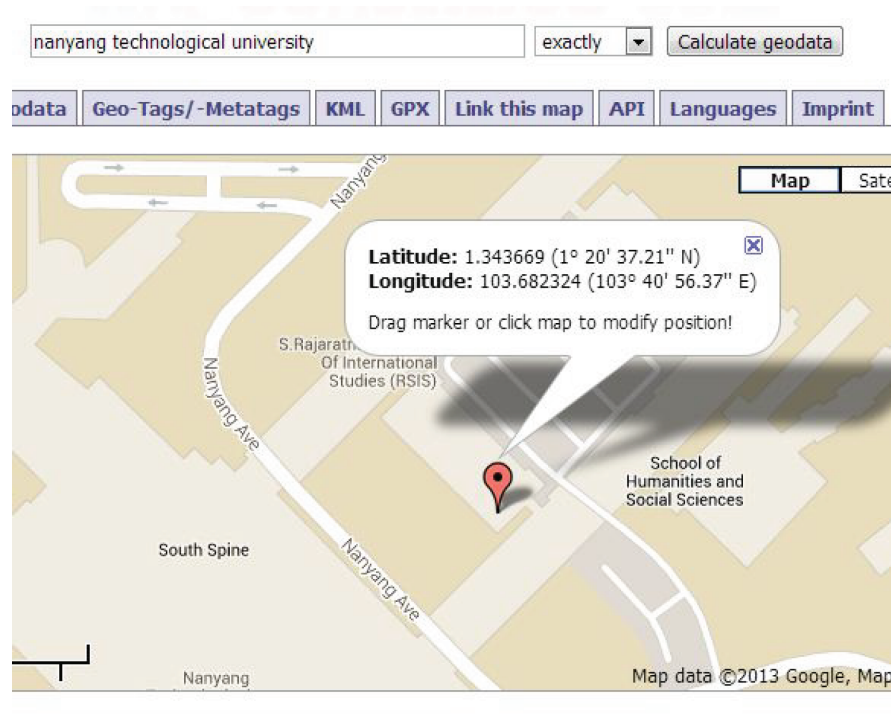 nanyang technological university
exactly
Calculate geodata
odata
Geo-Tags/-Metatags
KML
GPX
Link this map
API
Languages
Imprint
Map
Sate
Nanyang
Latitude: 1.343669 (1º 20' 37.21'' N)
Longitude: 103.682324 (103º 40' 56.37'' E)
Drag marker or click map to modify position!
S.Rajaratn
Of International
Studies (RSIS)
Nanyang Ave
School of
Humanities and
Social Sciences
South Spine
Nanyang Ave
Nanyang
Map data ©2013 Google, Map